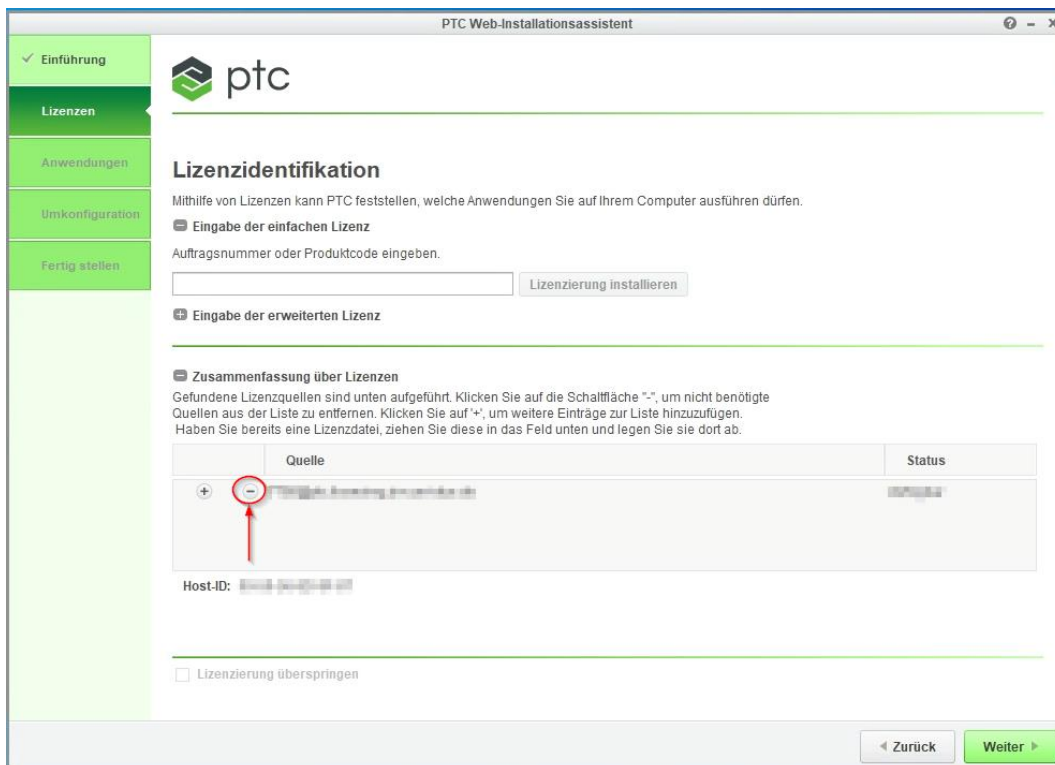 PTC Web-Installationsassistent
Einführung
Lizenzen
Anwendungen
Umkonfiguration
Fertig stellen
ptc
Lizenzidentifikation
Mithilfe von Lizenzen kann PTC feststellen, welche Anwendungen Sie auf Ihrem Computer ausführen dürfen.
Eingabe der einfachen Lizenz
Auftragsnummer oder Produktcode eingeben.
Lizenzierung installieren
Eingabe der erweiterten Lizenz
Zusammenfassung über Lizenzen
Gefundene Lizenzquellen sind unten aufgeführt. Klicken Sie auf die Schaltfläche "-", um nicht benötigte
Quellen aus der Liste zu entfernen. Klicken Sie auf '+', um weitere Einträge zur Liste hinzuzufügen.
Haben Sie bereits eine Lizenzdatei, ziehen Sie diese in das Feld unten und legen Sie sie dort ab.
Quelle Status
Host-ID:
Lizenzierung überspringen
Zurück Weiter